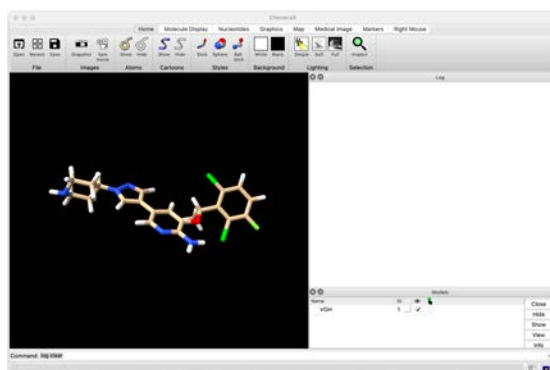 ChimeraX
Home Molecule Display Nucleotides Graphics Map Medical Image Markers Right Mouse
Open Recent Save Snapshot Spin movie Show Hide Show Hide Stick Sphere Ball stick White Black Simple Soft Full Inspect
File Images Atoms Cartoons Styles Background Lighting Selection
Log
Models
Name ID
VGH 1
Close
Hide
Show
View
Info
Command: log clear